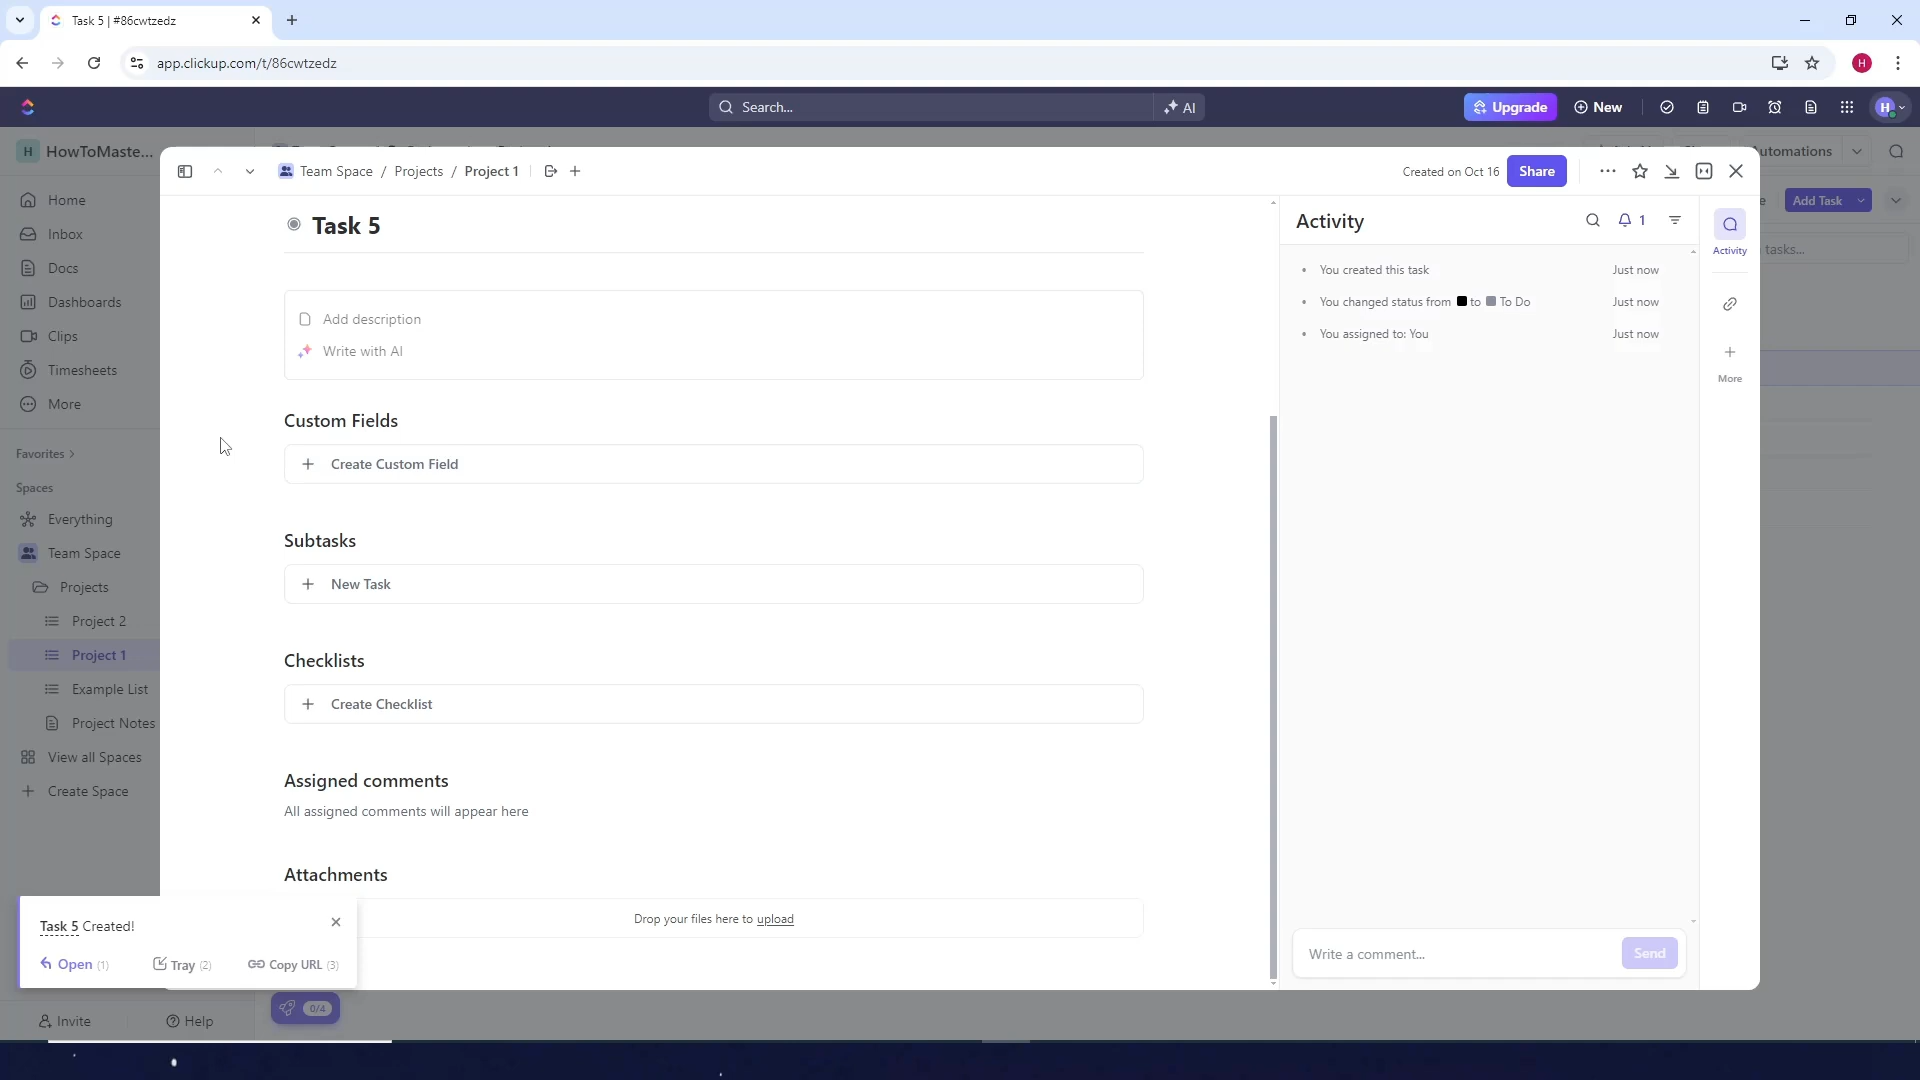 Task 5 | #86cwtzedz
app.clickup.com/t/86cwtzedz
H
Search...
AI
Upgrade
New
H
H HowToMaste...
Automations
Team Space / Projects / Project 1
Created on Oct 16
Share
Home
Inbox
Docs
Dashboards
Clips
Timesheets
More
Favorites
Spaces
Everything
Team Space
Projects
Project 2
Project 1
Example List
Project Notes
View all Spaces
Create Space
Invite
Help
Task 5
Add description
Write with AI
Custom Fields
Create Custom Field
Subtasks
New Task
Checklists
Create Checklist
Assigned comments
All assigned comments will appear here
Attachments
Drop your files here to upload
Activity
1
You created this task Just now
You changed status from to To Do Just now
You assigned to: You Just now
Write a comment...
Send
Activity
More
Add Task
tasks...
Task 5 Created!
Open (1) Tray (2) Copy URL (3)
0/4